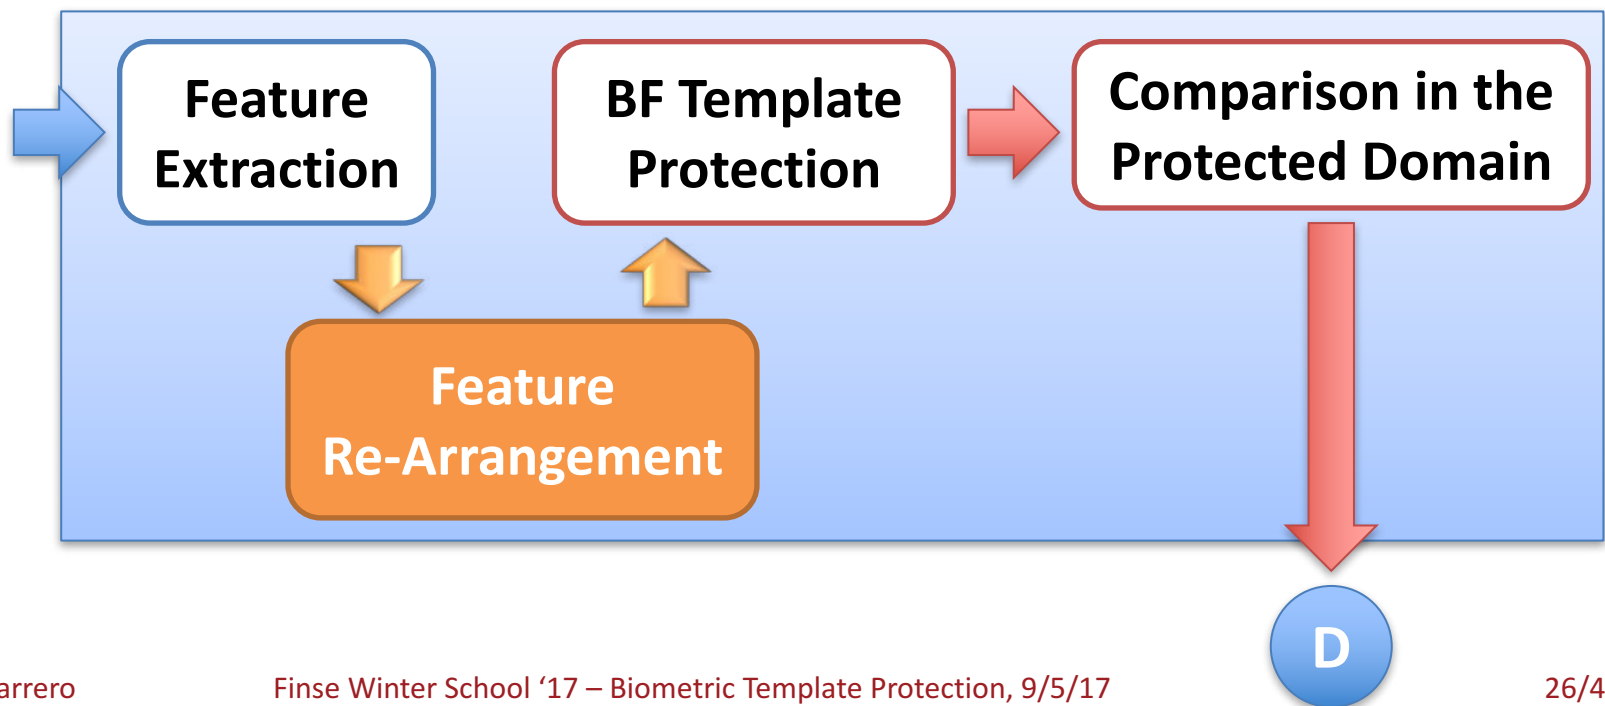 Feature
Extraction
BF Template
Protection
Comparison in the
Protected Domain
Feature
Re-Arrangement
D
arrero
Finse Winter School ‘17 – Biometric Template Protection, 9/5/17
26/4